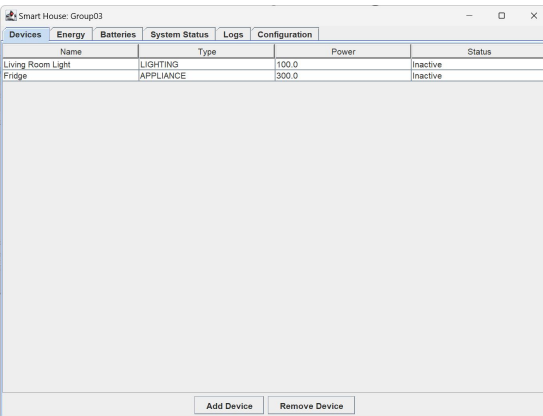 Smart House: Group03
Devices Energy Batteries System Status Logs Configuration
Name Type Power Status
Living Room Light LIGHTING 100.0 Inactive
Fridge APPLIANCE 300.0 Inactive
Add Device Remove Device